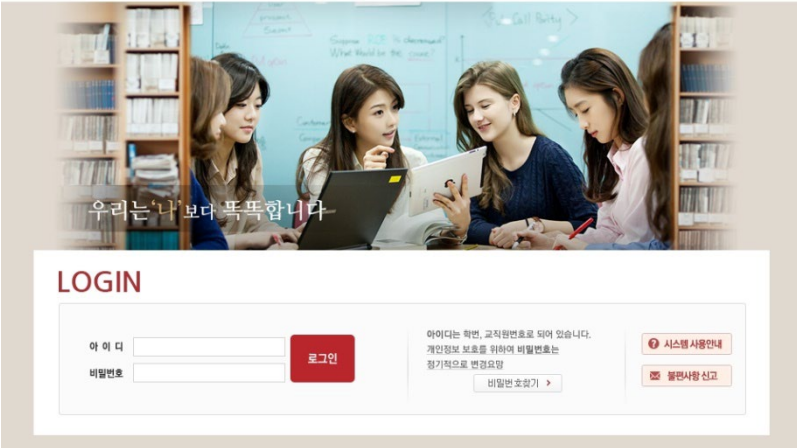 우리는 '나'보다 똑똑합니다
LOGIN
아 이 디
비밀번호
로그인
아이디는 학번, 교직원번호로 되어 있습니다.
개인정보 보호를 위하여 비밀번호는
정기적으로 변경요망
비밀번호찾기 >
시스템 사용안내
불편사항 신고